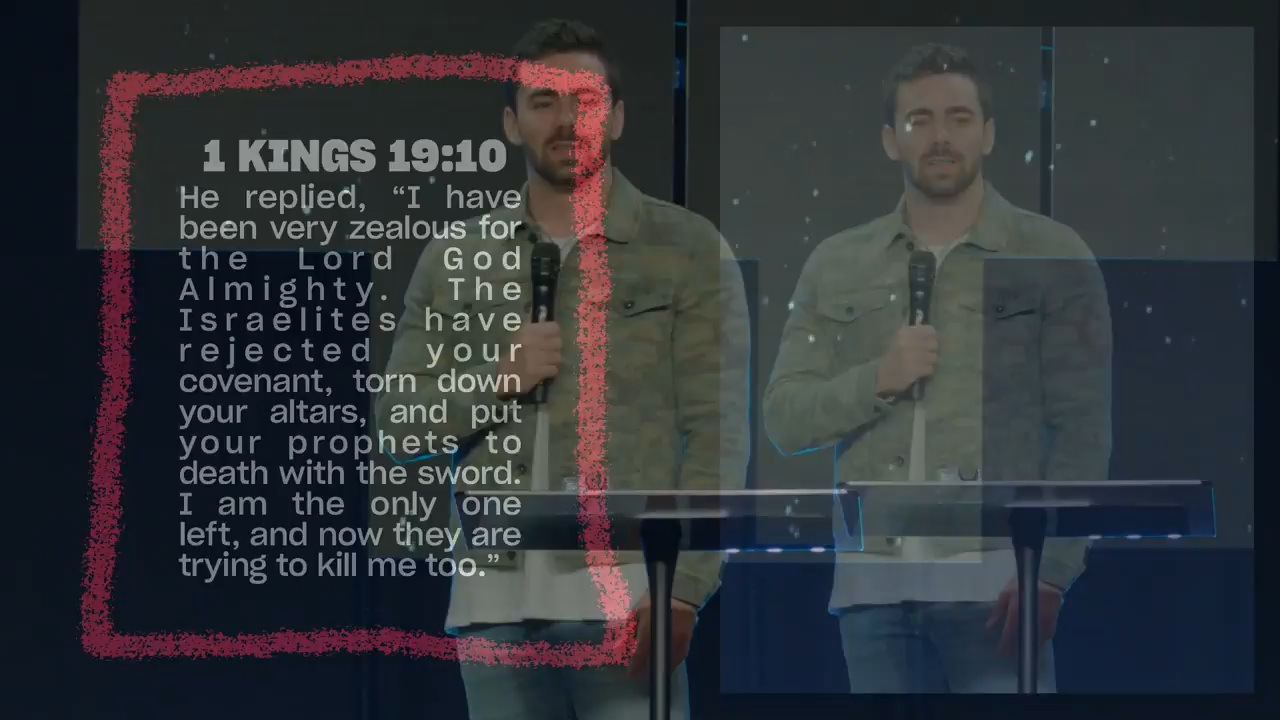 1 KINGS 19:10
He replied, “I have
been very zealous for
the Lord God
Almighty. The
Israelites have
rejected your
covenant, torn down
your altars, and put
your prophets to
death with the sword.
I am the only one
left, and now they are
trying to kill me too.”